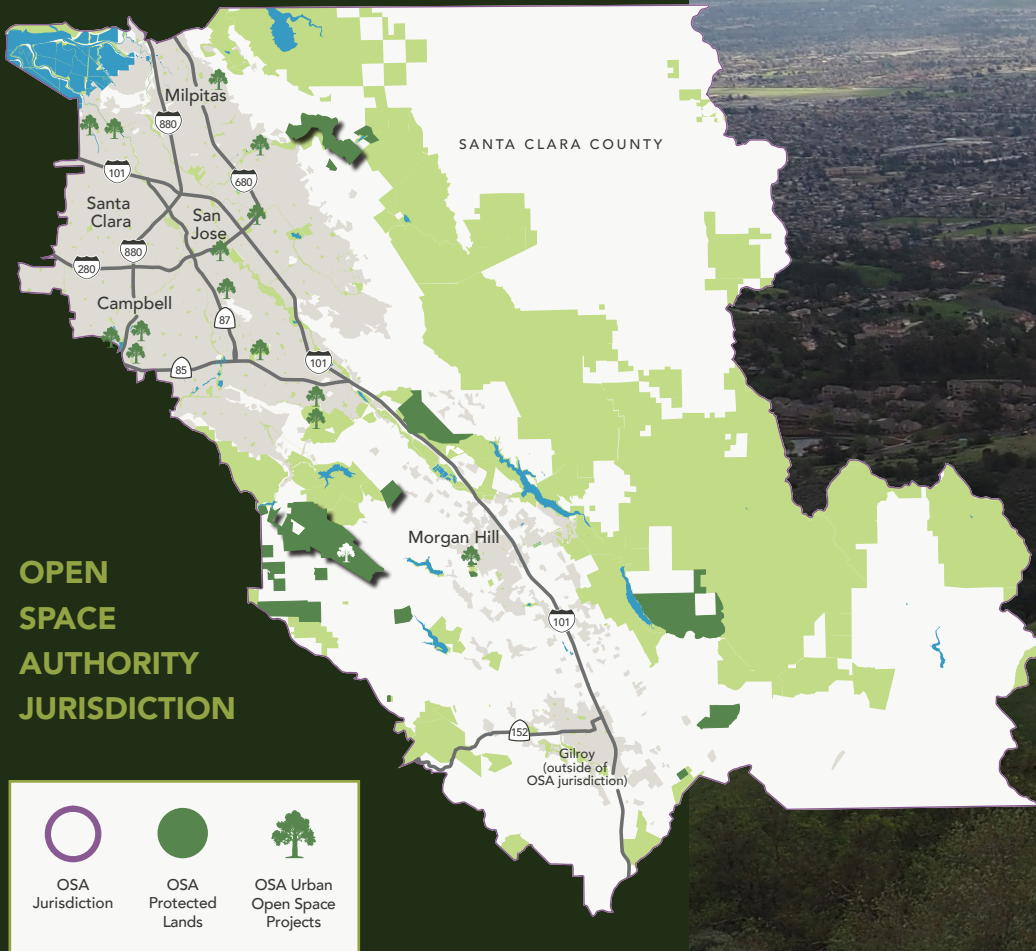 Milpitas
880
SANTA CLARA COUNTY
101
680
Santa
Clara
San
Jose
880
280
Campbell
87
101
85
Morgan Hill
OPEN
SPACE
AUTHORITY
JURISDICTION
101
152
Gilroy
(outside of
OSA jurisdiction)
OSA
Jurisdiction
OSA
Protected
Lands
OSA Urban
Open Space
Projects